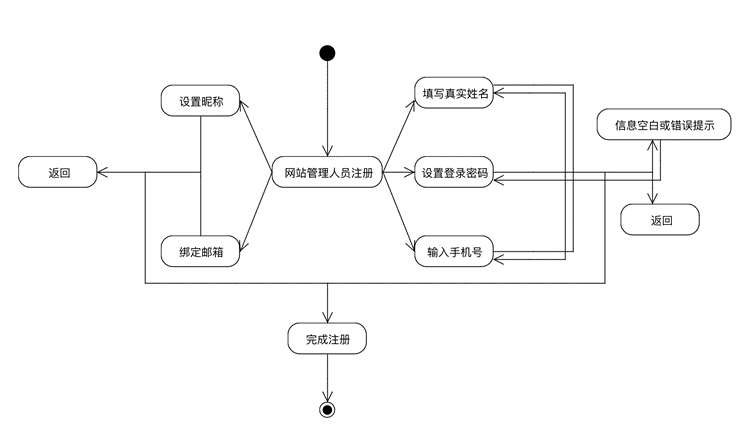 设置昵称
填写真实姓名
信息空白或错误提示
返回
网站管理人员注册
设置登录密码
返回
绑定邮箱
输入手机号
完成注册